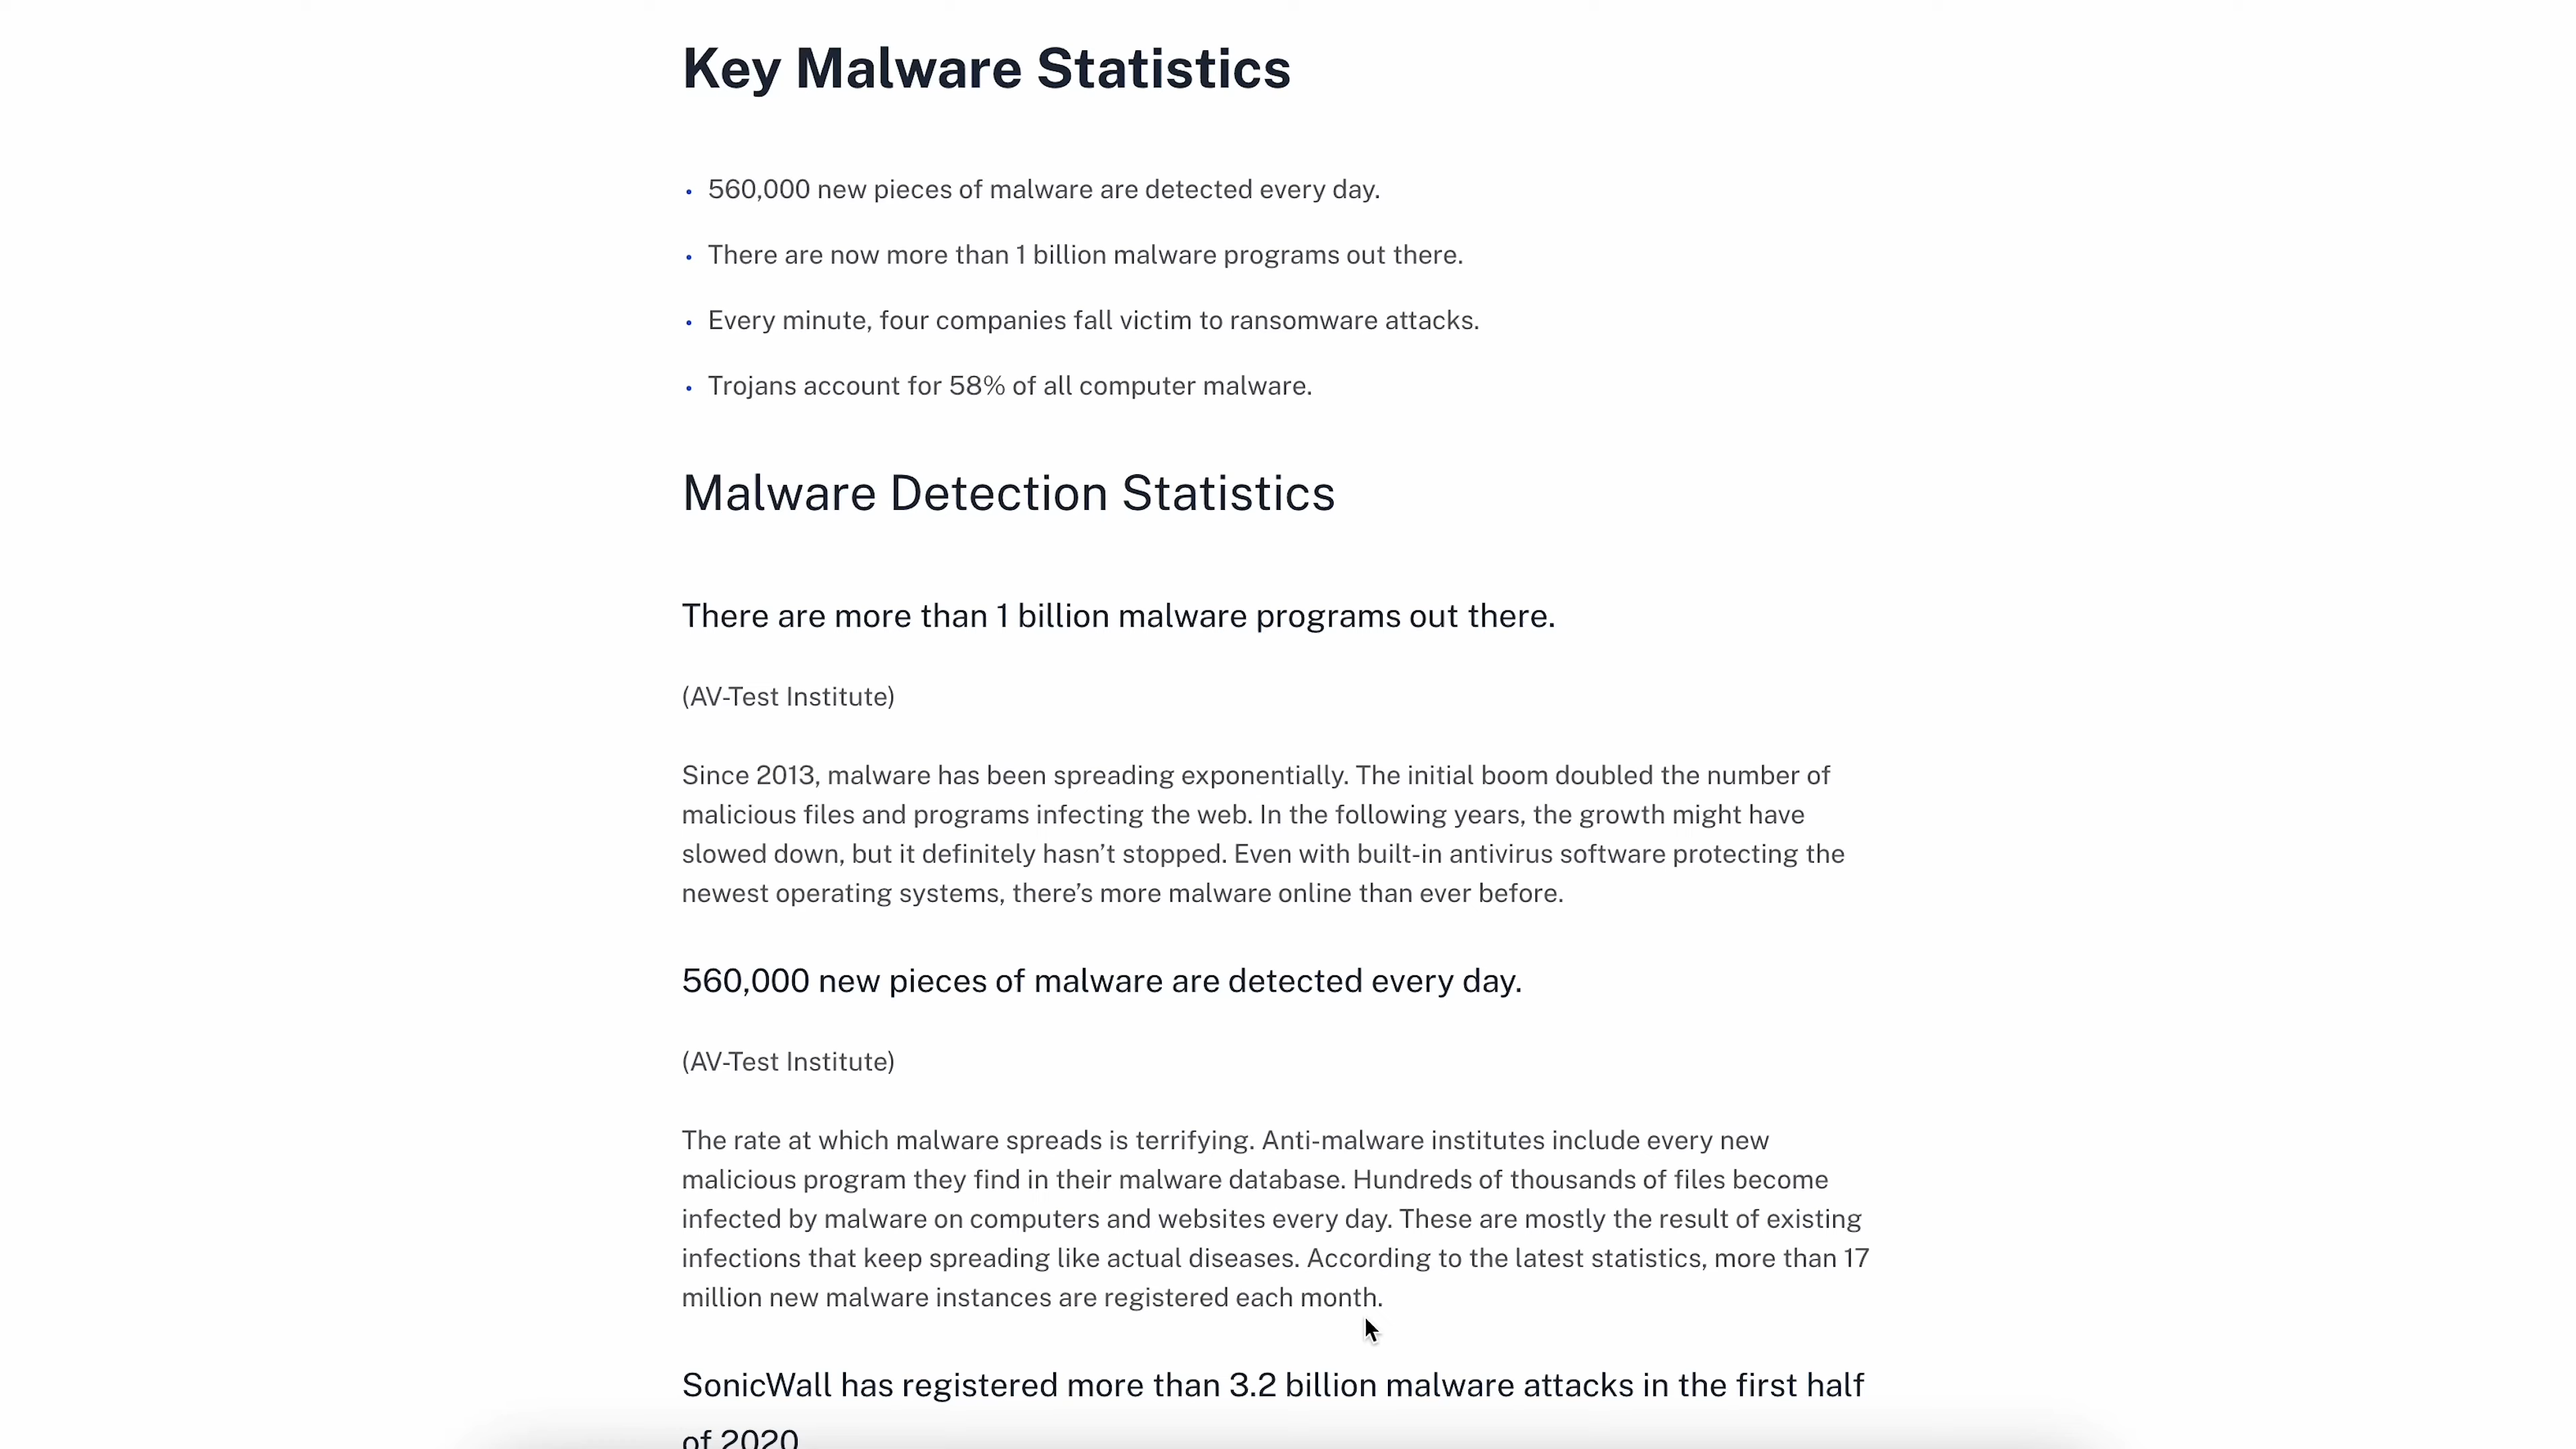 Key Malware Statistics
• 560,000 new pieces of malware are detected every day.
• There are now more than 1 billion malware programs out there.
• Every minute, four companies fall victim to ransomware attacks.
• Trojans account for 58% of all computer malware.
Malware Detection Statistics
There are more than 1 billion malware programs out there.
(AV-Test Institute)
Since 2013, malware has been spreading exponentially. The initial boom doubled the number of
malicious files and programs infecting the web. In the following years, the growth might have
slowed down, but it definitely hasn’t stopped. Even with built-in antivirus software protecting the
newest operating systems, there’s more malware online than ever before.
560,000 new pieces of malware are detected every day.
(AV-Test Institute)
The rate at which malware spreads is terrifying. Anti-malware institutes include every new
malicious program they find in their malware database. Hundreds of thousands of files become
infected by malware on computers and websites every day. These are mostly the result of existing
infections that keep spreading like actual diseases. According to the latest statistics, more than 17
million new malware instances are registered each month.
SonicWall has registered more than 3.2 billion malware attacks in the first half
of 2020